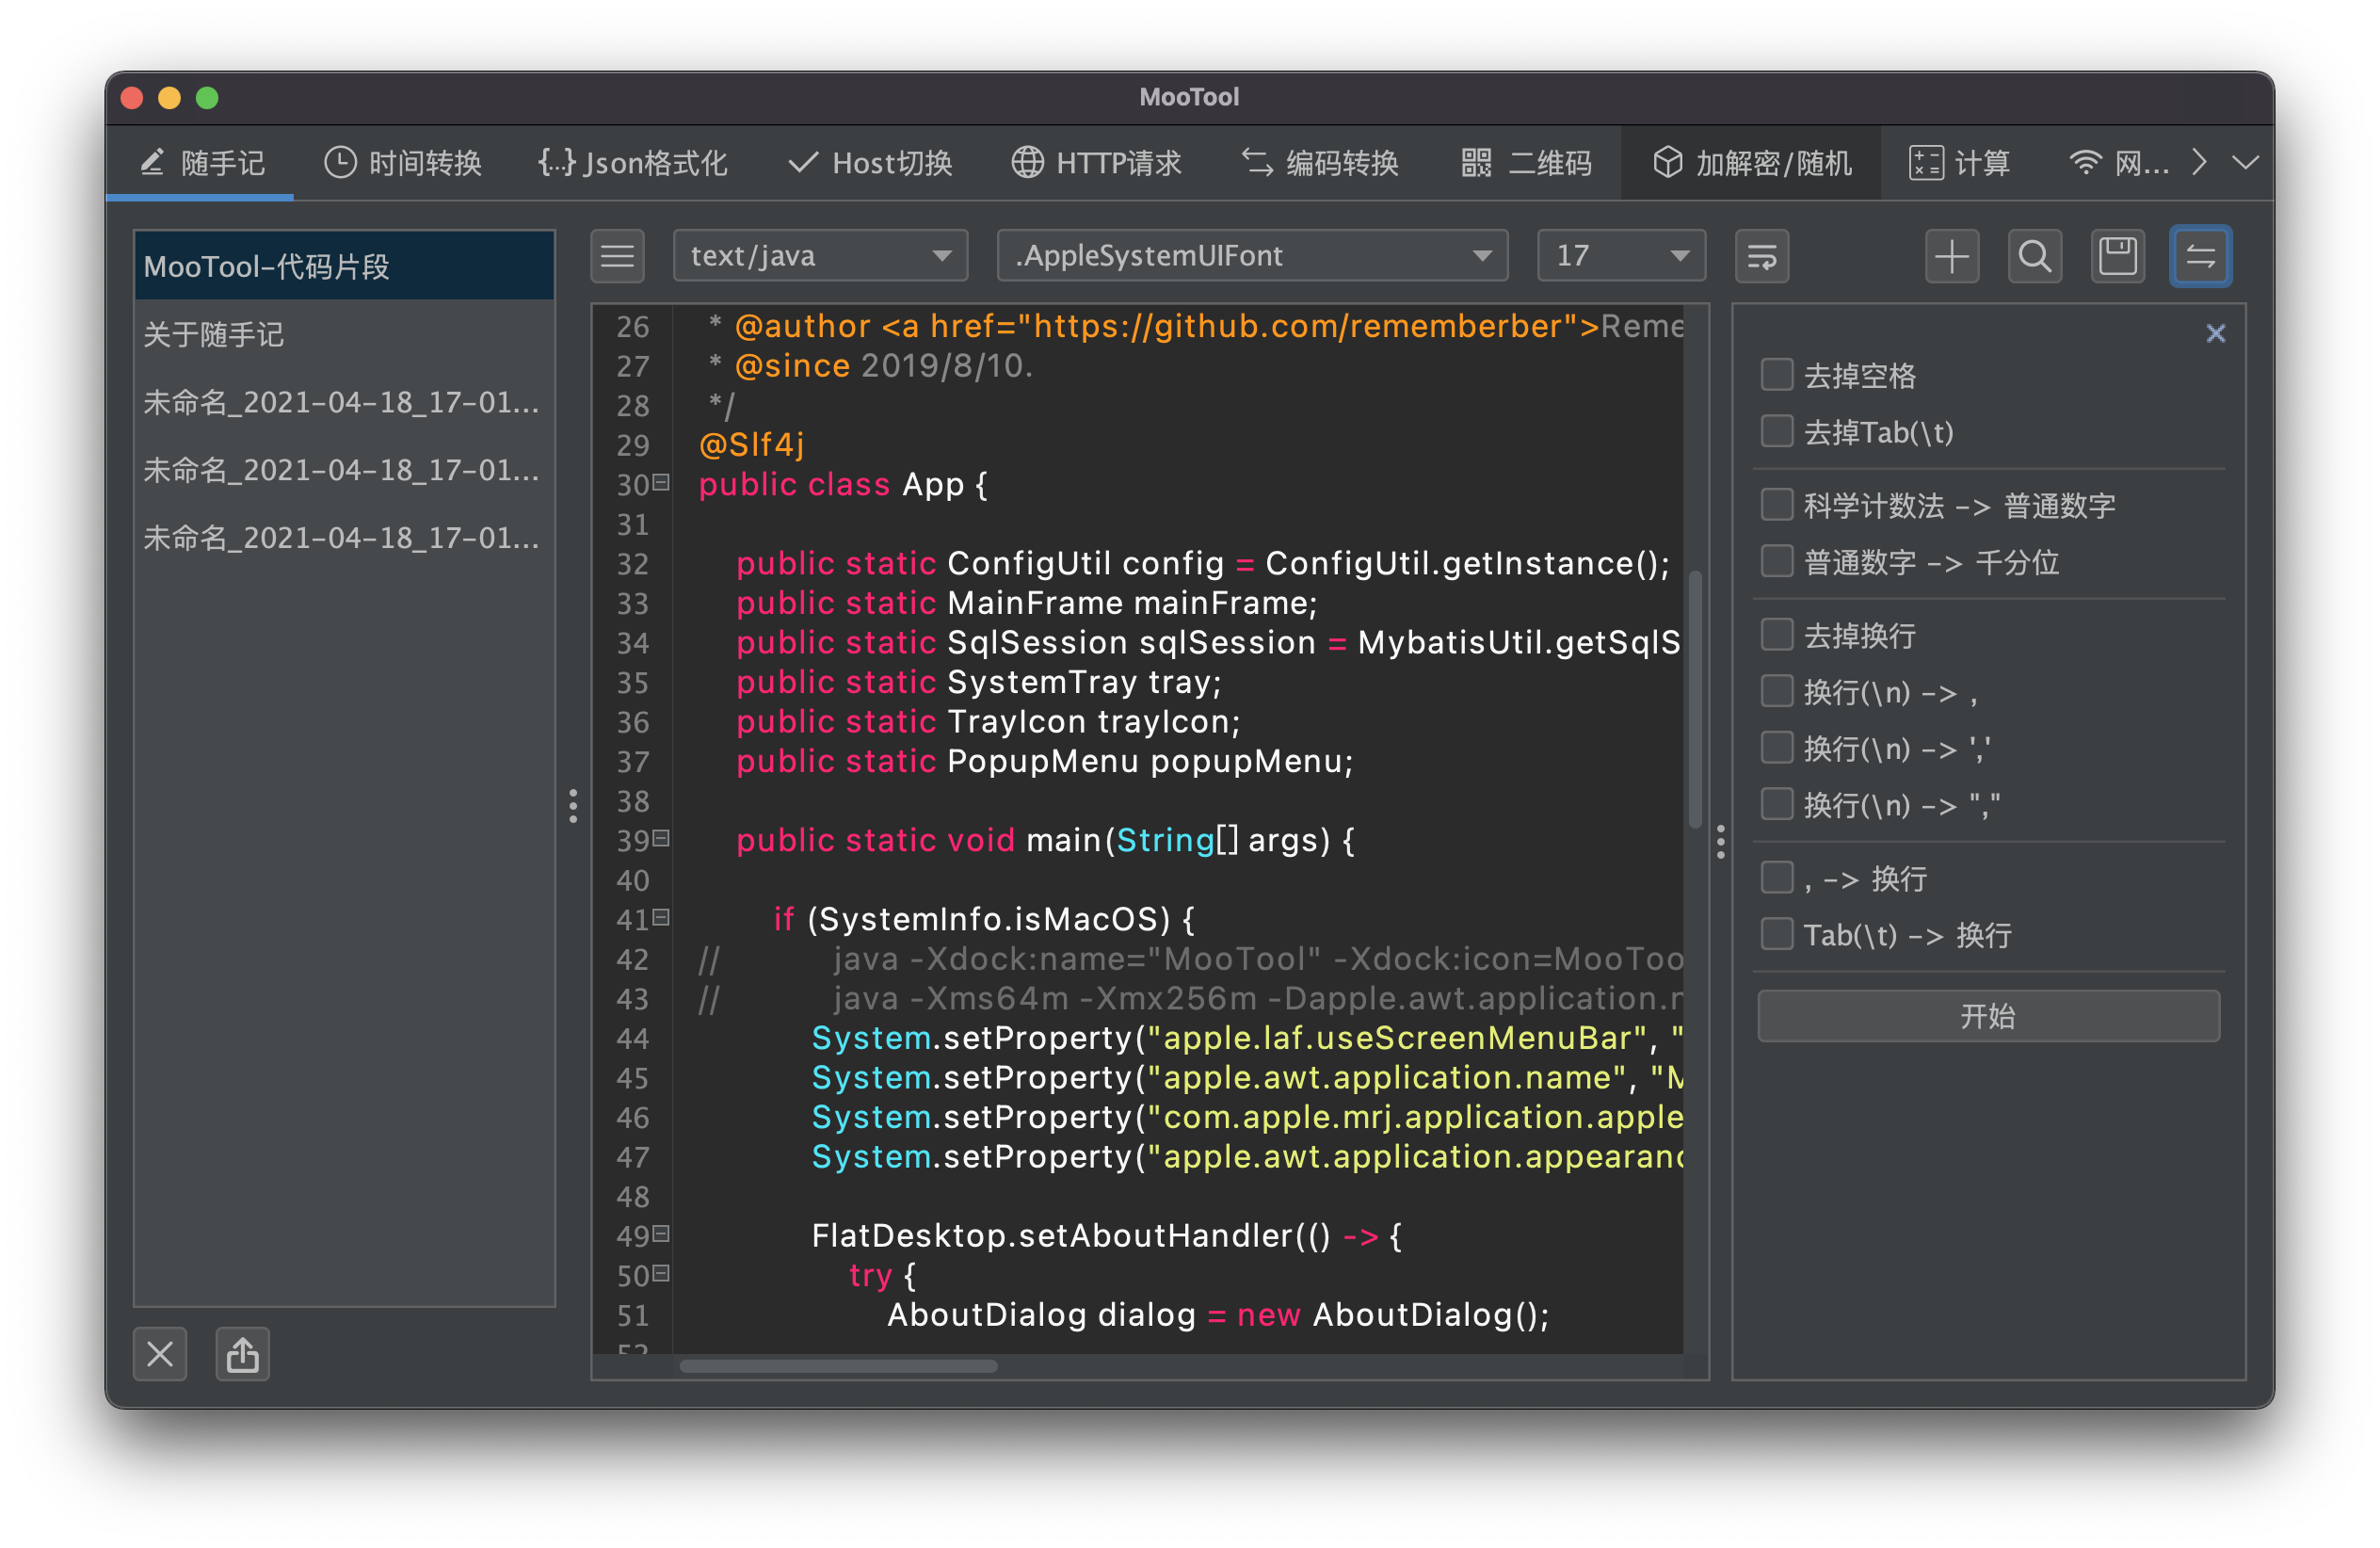 MooTool
随手记 时间转换 {...} Json格式化 Host切换 HTTP请求 编码转换 二维码 加解密/随机 计算 网...
MooTool-代码片段
关于随手记
未命名_2021-04-18_17-01...
未命名_2021-04-18_17-01...
未命名_2021-04-18_17-01...
text/java .AppleSystemUIFont 17
26 * @author <a href="https://github.com/rememberber">Reme
27 * @since 2019/8/10.
28 */
29 @Slf4j
30 public class App {
31
32 public static ConfigUtil config = ConfigUtil.getInstance();
33 public static MainFrame mainFrame;
34 public static SqlSession sqlSession = MybatisUtil.getSqlS
35 public static SystemTray tray;
36 public static TrayIcon trayIcon;
37 public static PopupMenu popupMenu;
38
39 public static void main(String[] args) {
40
41 if (SystemInfo.isMacOS) {
42 // java -Xdock:name="MooTool" -Xdock:icon=MooToo
43 // java -Xms64m -Xmx256m -Dapple.awt.application.n
44 System.setProperty("apple.laf.useScreenMenuBar", "
45 System.setProperty("apple.awt.application.name", "M
46 System.setProperty("com.apple.mrj.application.apple
47 System.setProperty("apple.awt.application.appearanc
48
49 FlatDesktop.setAboutHandler(() -> {
50 try {
51 AboutDialog dialog = new AboutDialog();
去掉空格
去掉Tab(\t)
科学计数法 -> 普通数字
普通数字 -> 千分位
去掉换行
换行(\n) -> ,
换行(\n) -> ','
换行(\n) -> ","
, -> 换行
Tab(\t) -> 换行
开始